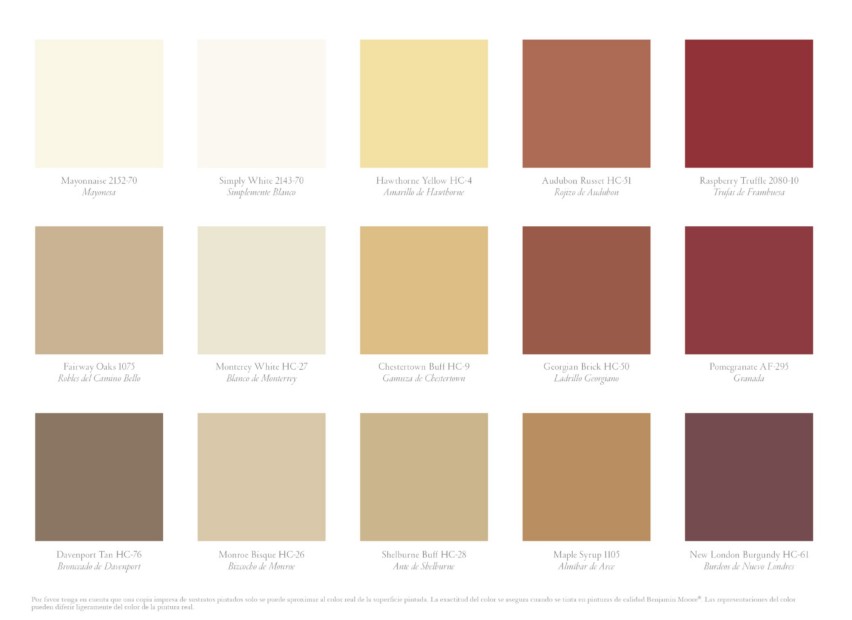 Mayonnaise 2152-70
Mayonesa
Simply White 2143-70
Simplemente Blanco
Hawthorne Yellow HC-4
Amarillo de Hawthorne
Audubon Russet HC-51
Rojizo de Audubon
Raspberry Truffle 2080-10
Trufas de Frambuesa
Fairway Oaks 1075
Robles del Camino Bello
Monterey White HC-27
Blanco de Monterrey
Chestertown Buff HC-9
Gamuza de Chestertown
Georgian Brick HC-50
Ladrillo Georgiano
Pomegranate AF-295
Granada
Davenport Tan HC-76
Bronceado de Davenport
Monroe Bisque HC-26
Bizcocho de Monroe
Shelburne Buff HC-28
Ante de Shelburne
Maple Syrup 1105
Almíbar de Arce
New London Burgundy HC-61
Burdeos de Nuevo Londres
Por favor tenga en cuenta que una copia impresa de sustratos pintados solo se puede aproximar al color real de la superficie pintada. La exactitud del color se asegura cuando se trata en pinturas de calidad Benjamin Moore®. Las representaciones del color
pueden diferir ligeramente del color de la pintura real.